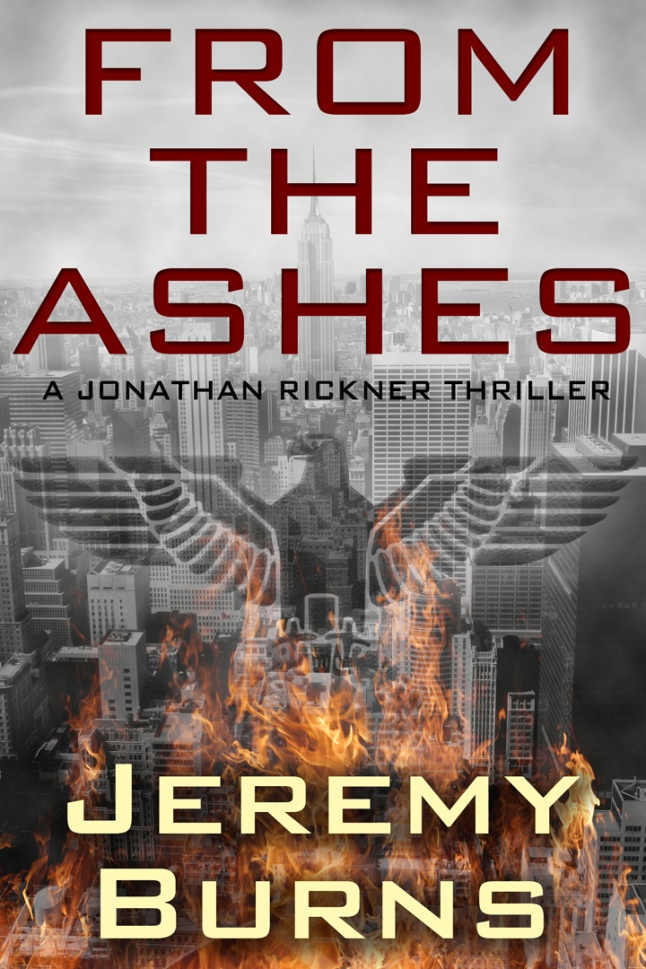 FROM
THE
ASHES
A JONATHAN RICKNER THRILLER
JEREMY
BURNS